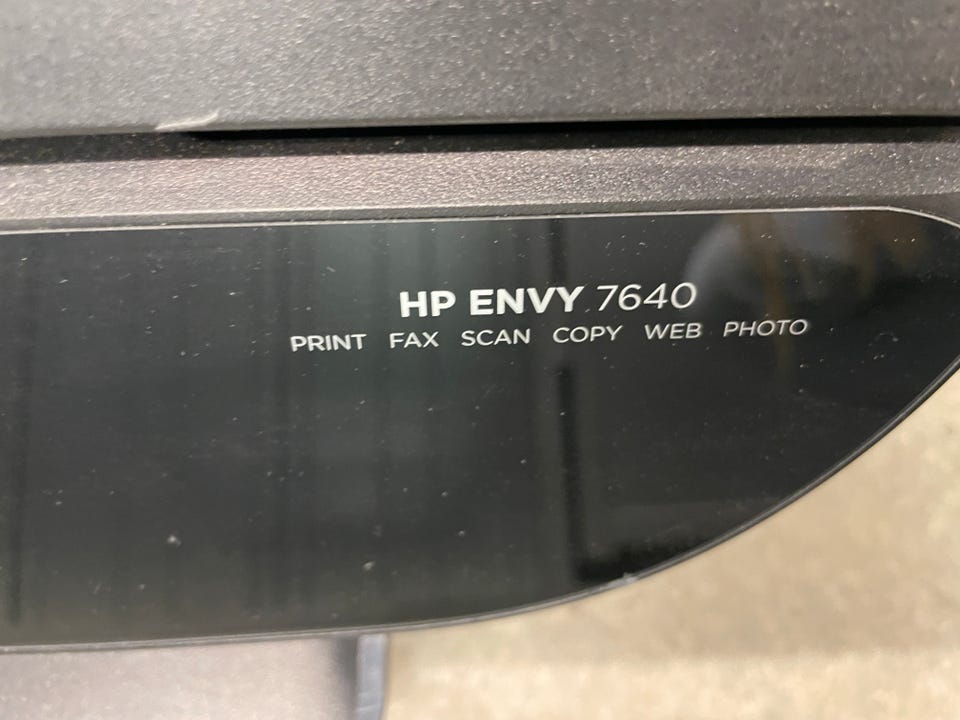 HP ENVY 7640
PRINT FAX SCAN COPY WEB PHOTO